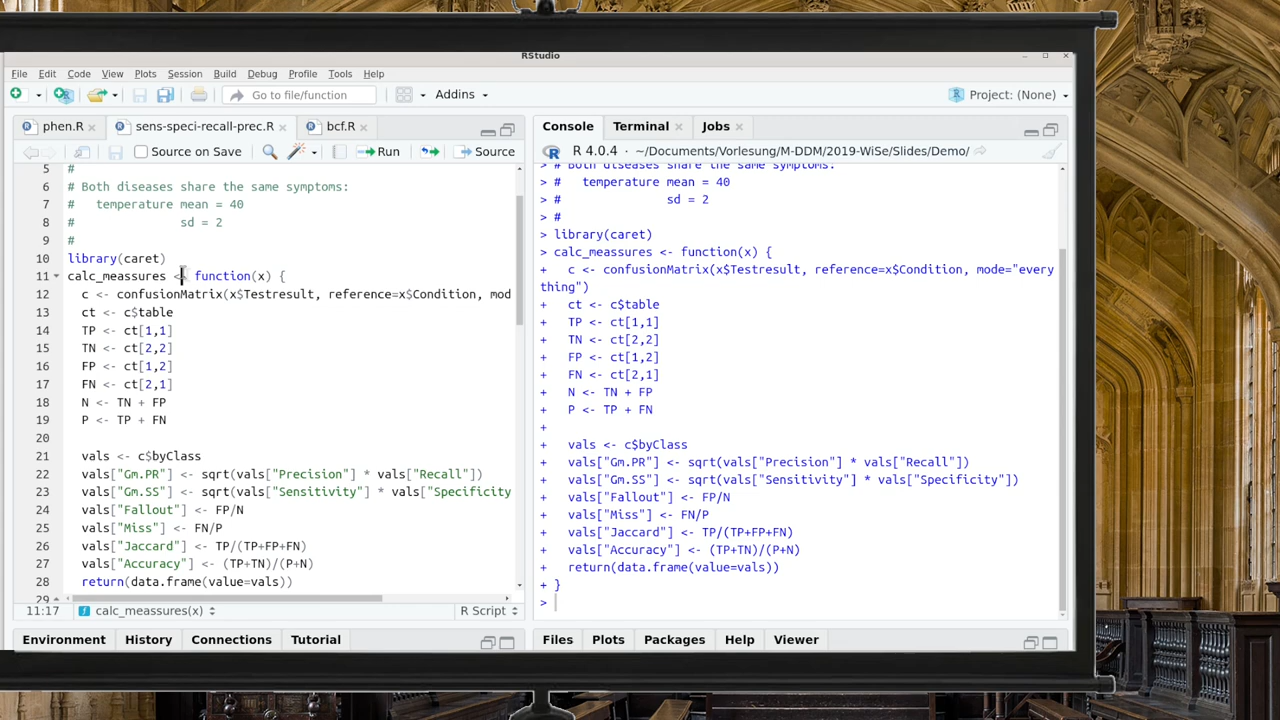 RStudio
File Edit Code View Plots Session Build Debug Profile Tools Help
Go to file/function
Addins
Project: (None)
phen.R
sens-speci-recall-prec.R
bcf.R
Source on Save
Run
Source
5 #
6 # Both diseases share the same symptoms:
7 #   temperature mean = 40
8 #               sd = 2
9 #
10 library(caret)
11 calc_meassures <- function(x) {
12   c <- confusionMatrix(x$Testresult, reference=x$Condition, mod
13   ct <- c$table
14   TP <- ct[1,1]
15   TN <- ct[2,2]
16   FP <- ct[1,2]
17   FN <- ct[2,1]
18   N <- TN + FP
19   P <- TP + FN
20
21   vals <- c$byClass
22   vals["Gm.PR"] <- sqrt(vals["Precision"] * vals["Recall"])
23   vals["Gm.SS"] <- sqrt(vals["Sensitivity"] * vals["Specificity
24   vals["Fallout"] <- FP/N
25   vals["Miss"] <- FN/P
26   vals["Jaccard"] <- TP/(TP+FP+FN)
27   vals["Accuracy"] <- (TP+TN)/(P+N)
28   return(data.frame(value=vals))
29
11:17 calc_meassures(x) R Script
Environment History Connections Tutorial
Console Terminal Jobs
R 4.0.4 · ~/Documents/Vorlesung/M-DDM/2019-WiSe/Slides/Demo/
> # Both diseases share the same symptoms:
> #   temperature mean = 40
> #               sd = 2
> #
> library(caret)
> calc_meassures <- function(x) {
+   c <- confusionMatrix(x$Testresult, reference=x$Condition, mode="every
thing")
+   ct <- c$table
+   TP <- ct[1,1]
+   TN <- ct[2,2]
+   FP <- ct[1,2]
+   FN <- ct[2,1]
+   N <- TN + FP
+   P <- TP + FN
+
+   vals <- c$byClass
+   vals["Gm.PR"] <- sqrt(vals["Precision"] * vals["Recall"])
+   vals["Gm.SS"] <- sqrt(vals["Sensitivity"] * vals["Specificity"])
+   vals["Fallout"] <- FP/N
+   vals["Miss"] <- FN/P
+   vals["Jaccard"] <- TP/(TP+FP+FN)
+   vals["Accuracy"] <- (TP+TN)/(P+N)
+   return(data.frame(value=vals))
+ }
>
Files Plots Packages Help Viewer